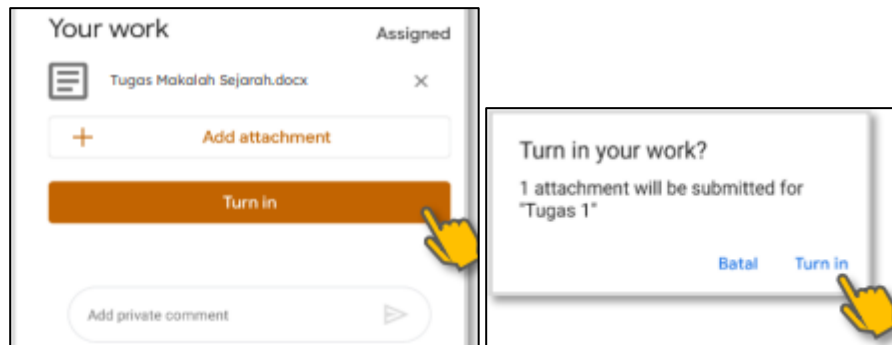 Your work
Assigned
Tugas Makalah Sejarah.docx
Add attachment
Turn in
Add private comment
Turn in your work?
1 attachment will be submitted for
"Tugas 1"
Batal Turn in